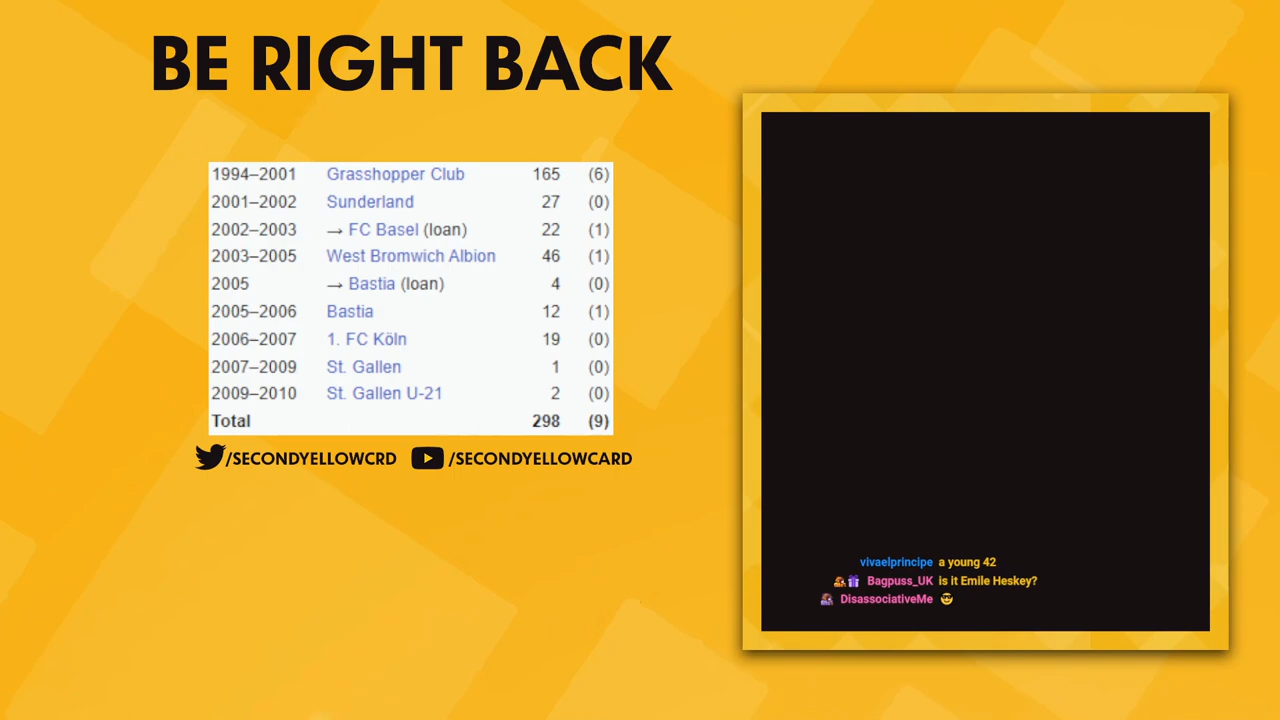 BE RIGHT BACK
1994–2001 Grasshopper Club 165 (6)
2001–2002 Sunderland 27 (0)
2002–2003 → FC Basel (loan) 22 (1)
2003–2005 West Bromwich Albion 46 (1)
2005 → Bastia (loan) 4 (0)
2005–2006 Bastia 12 (1)
2006–2007 1. FC Köln 19 (0)
2007–2009 St. Gallen 1 (0)
2009–2010 St. Gallen U-21 2 (0)
Total 298 (9)
/SECONDYELLOWCRD /SECONDYELLOWCARD
vivaelprincipe a young 42
Bagpuss_UK is it Emile Heskey?
DisassociativeMe 😎